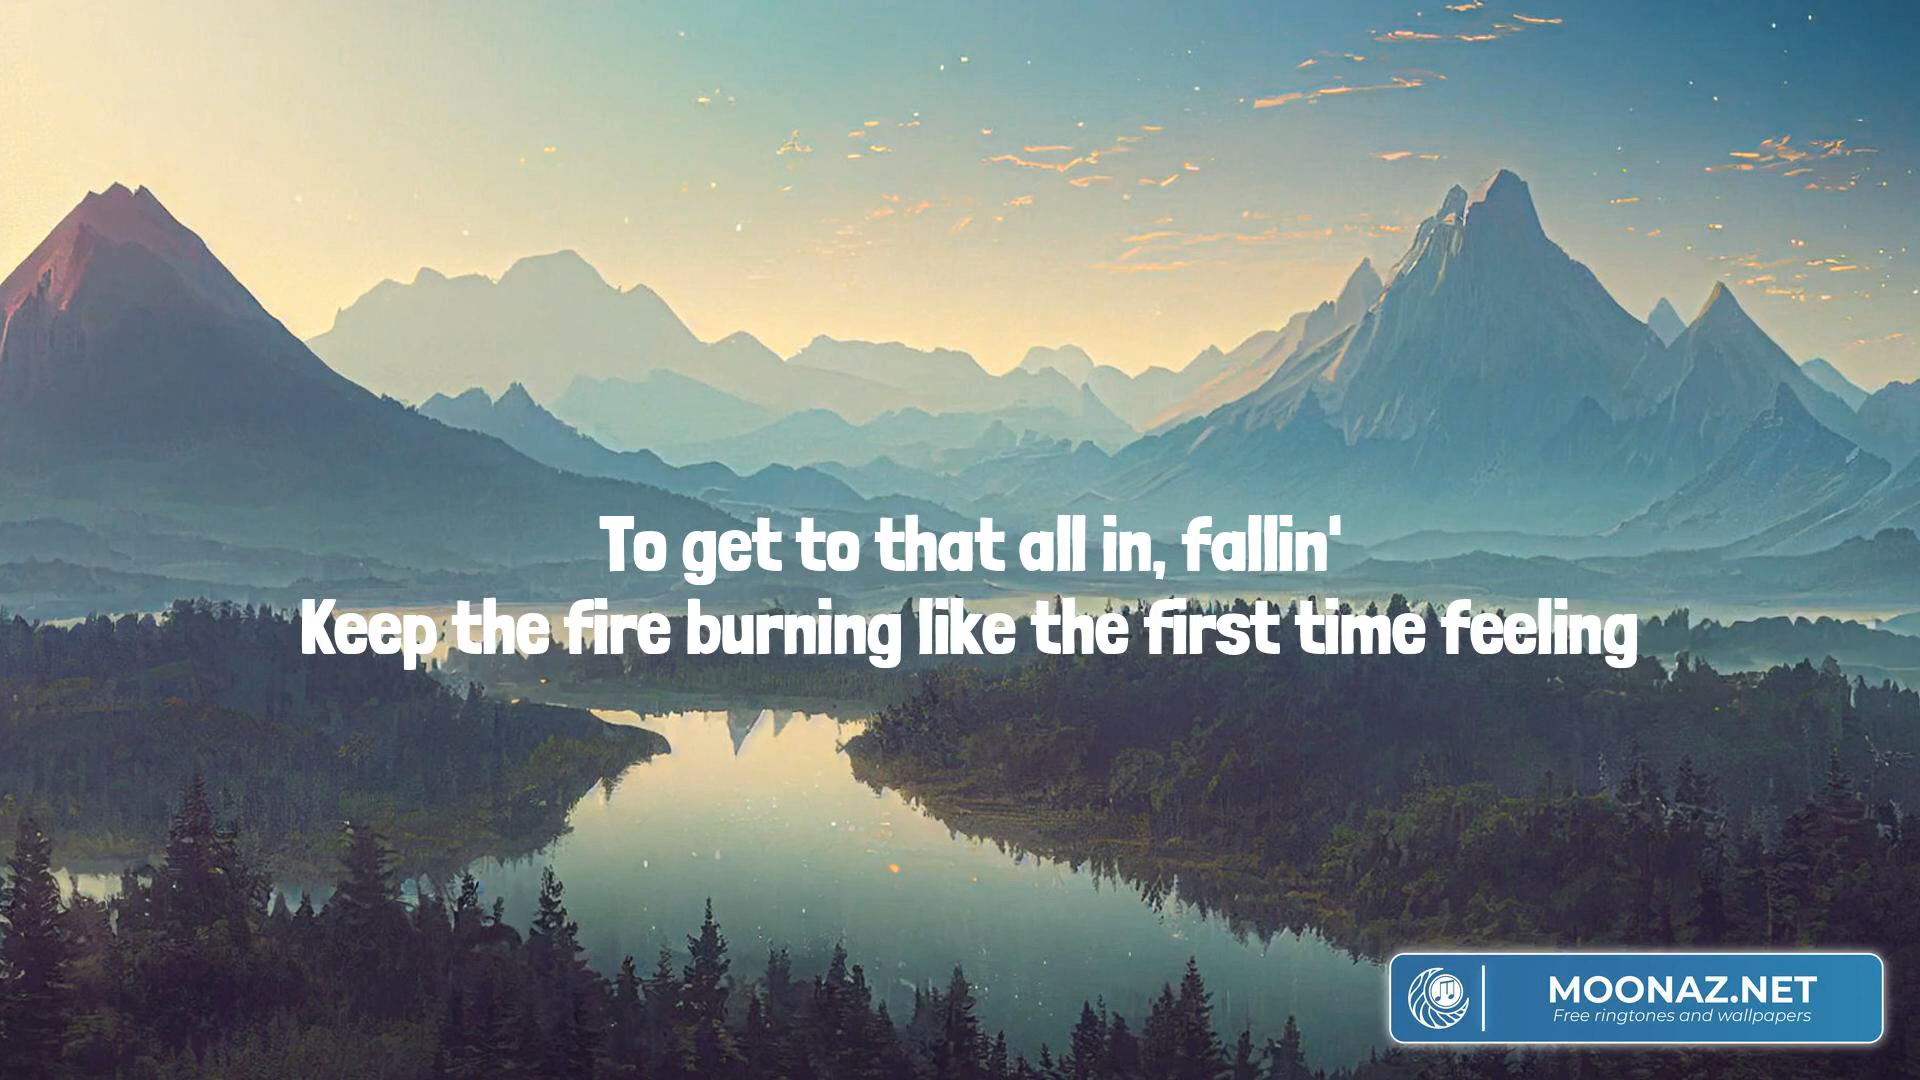 To get to that all in, fallin'
Keep the fire burning like the first time feeling
MOONAZ.NET
Free ringtones and wallpapers